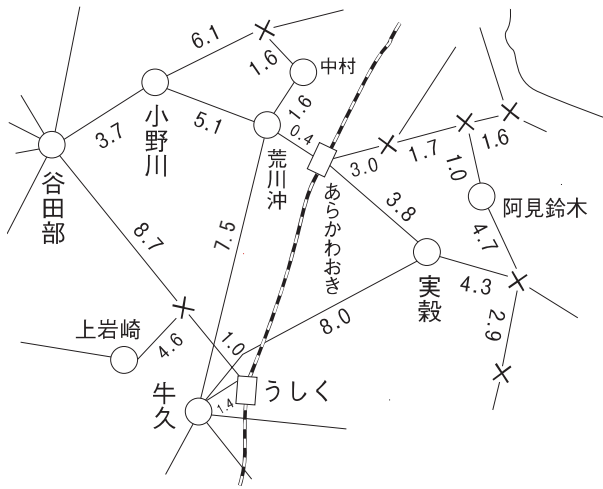 6.1
1.6
中村
小野川
5.1
1.6
0.4
荒川沖
3.7
谷田部
3.0
1.7
1.6
1.0
あらかわおき
3.8
阿見鈴木
4.7
8.7
7.5
実穀
4.3
2.9
8.0
上岩崎
4.6
1.0
うしく
1.4
牛久